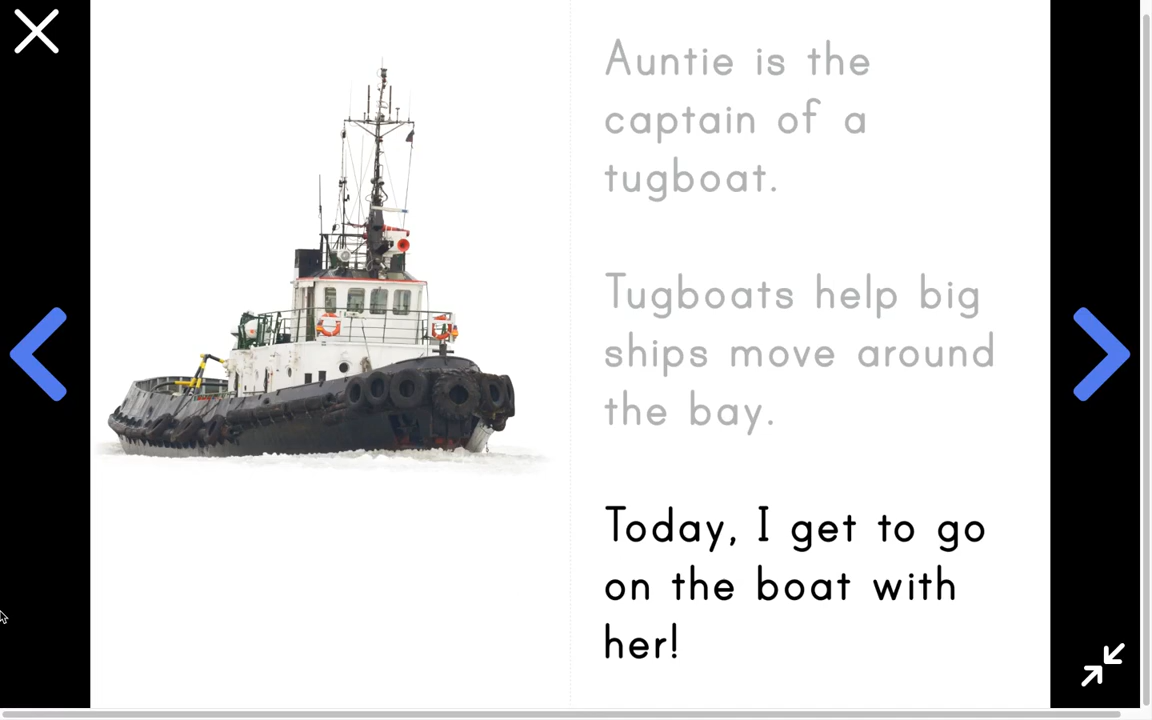 Auntie is the
captain of a
tugboat.
Tugboats help big
ships move around
the bay.
Today, I get to go
on the boat with
her!